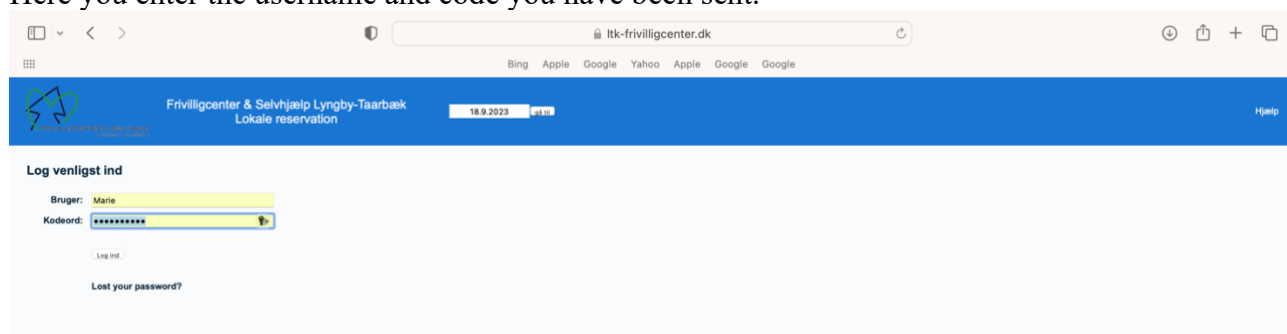 Here you enter the username and code you have been sent.
ltk-frivilligcenter.dk
Bing Apple Google Yahoo Apple Google Google
Frivilligcenter & Selvhjælp Lyngby-Taarbæk
Lokale reservation
18.9.2023 gå til
Hjælp
Log venligst ind
Bruger: Marie
Kodeord: ••••••••••
Log ind
Lost your password?